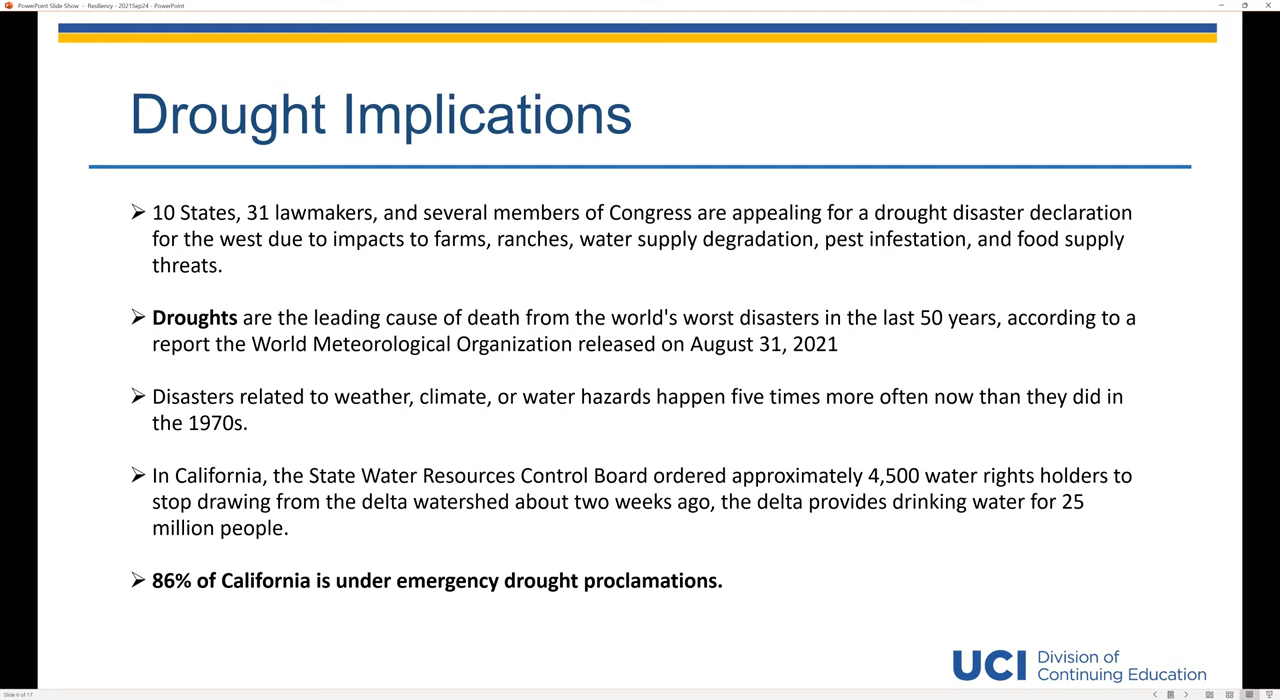 PowerPoint Slide Show - Resiliency - 2021Sep24 - PowerPoint
Drought Implications
➢ 10 States, 31 lawmakers, and several members of Congress are appealing for a drought disaster declaration
for the west due to impacts to farms, ranches, water supply degradation, pest infestation, and food supply
threats.
➢ Droughts are the leading cause of death from the world's worst disasters in the last 50 years, according to a
report the World Meteorological Organization released on August 31, 2021
➢ Disasters related to weather, climate, or water hazards happen five times more often now than they did in
the 1970s.
➢ In California, the State Water Resources Control Board ordered approximately 4,500 water rights holders to
stop drawing from the delta watershed about two weeks ago, the delta provides drinking water for 25
million people.
➢ 86% of California is under emergency drought proclamations.
UCI Division of
Continuing Education
Slide 6 of 17